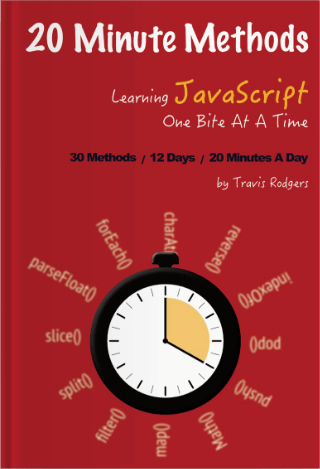 20 Minute Methods
Learning JavaScript
One Bite At A Time
30 Methods / 12 Days / 20 Minutes A Day
by Travis Rodgers
charAt(
reverse()
indexOf()
pop()
push()
Math()
map()
filter()
split()
slice()
parseFloat()
forEach()